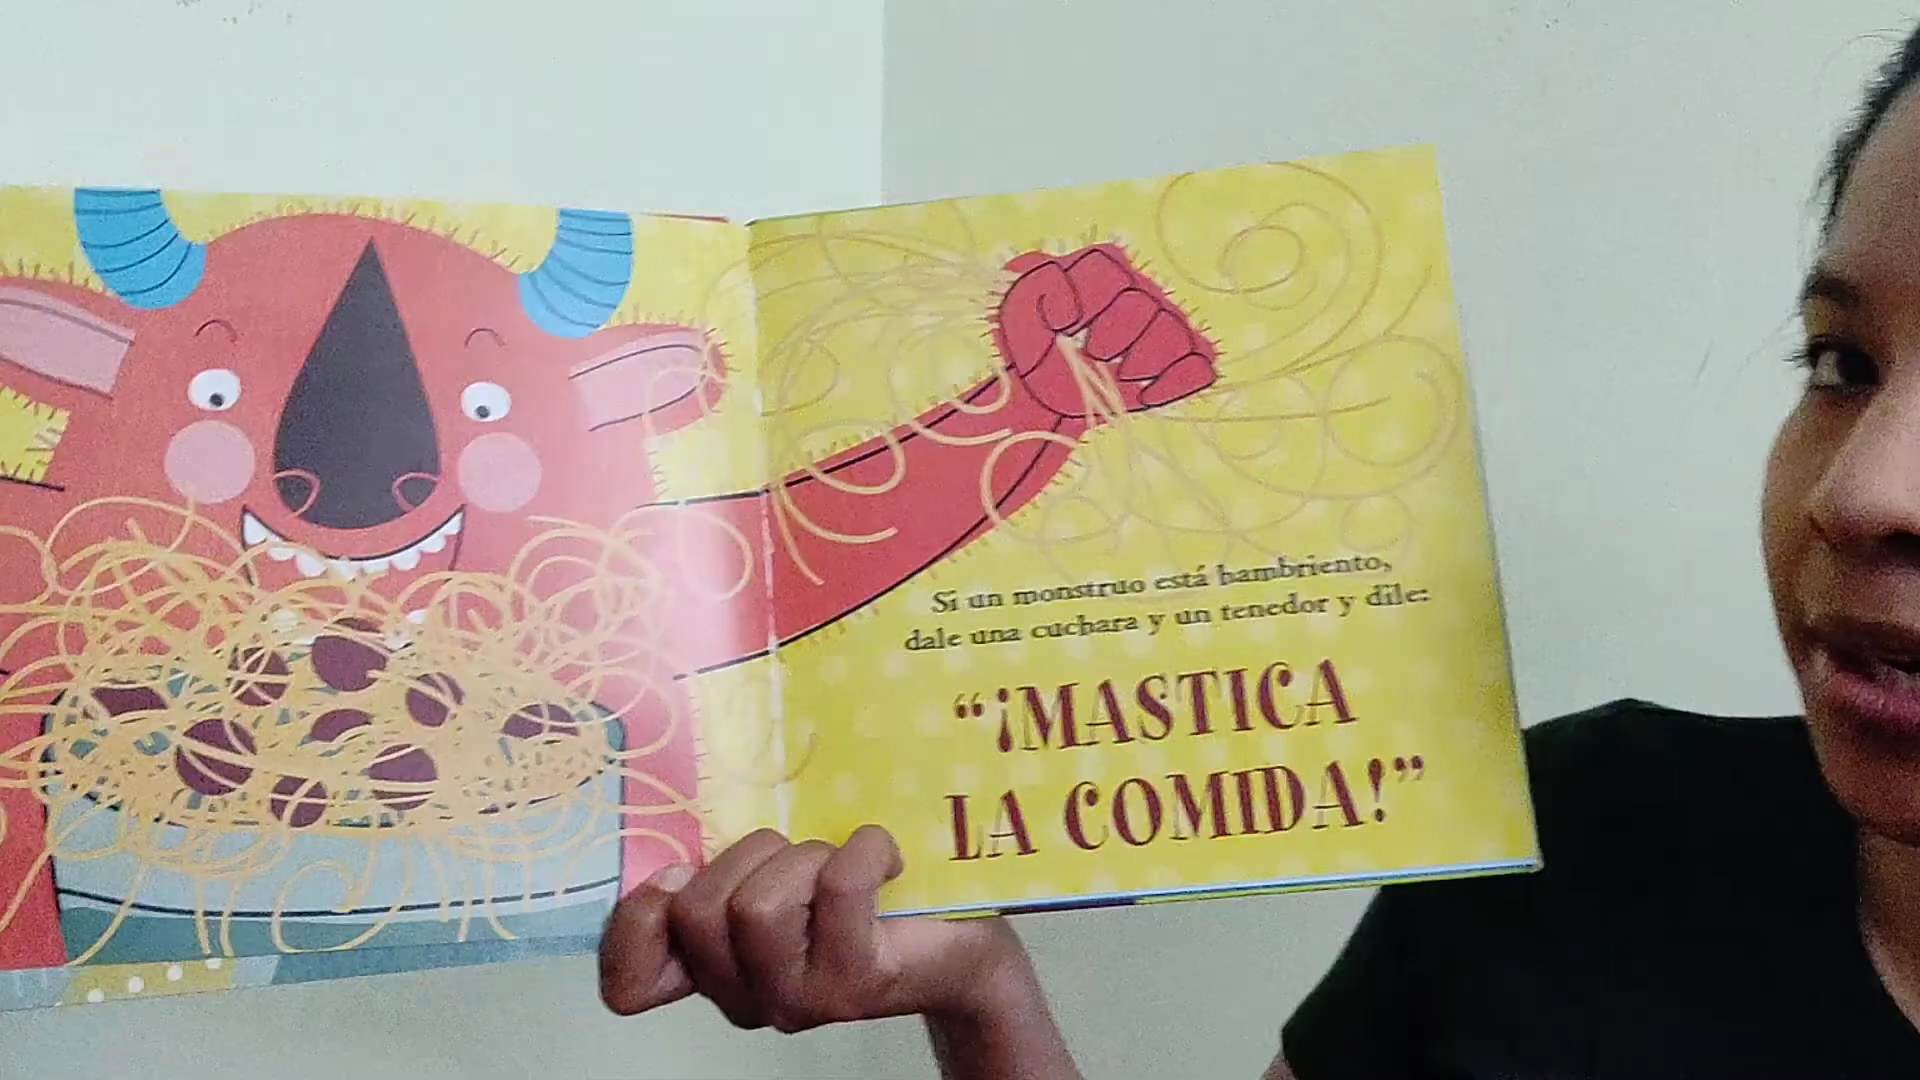 Si un monstruo está hambriento,
dale una cuchara y un tenedor y dile:
“¡MASTICA
LA COMIDA!”